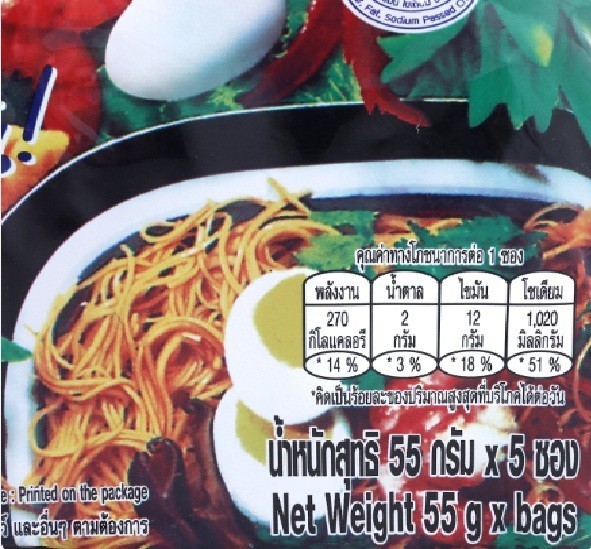 Fat, Sodium Passed
!
คุณค่าทางโภชนาการต่อ 1 ซอง
พลังงาน น้ำตาล ไขมัน โซเดียม
270 2 12 1,020
กิโลแคลอรี กรัม กรัม มิลลิกรัม
* 14 % * 3 % * 18 % * 51 %
*คิดเป็นร้อยละของปริมาณสูงสุดที่บริโภคได้ต่อวัน
น้ำหนักสุทธิ 55 กรัม x 5 ซอง
Net Weight 55 g x bags
e : Printed on the package
และอื่นๆ ตามต้องการ